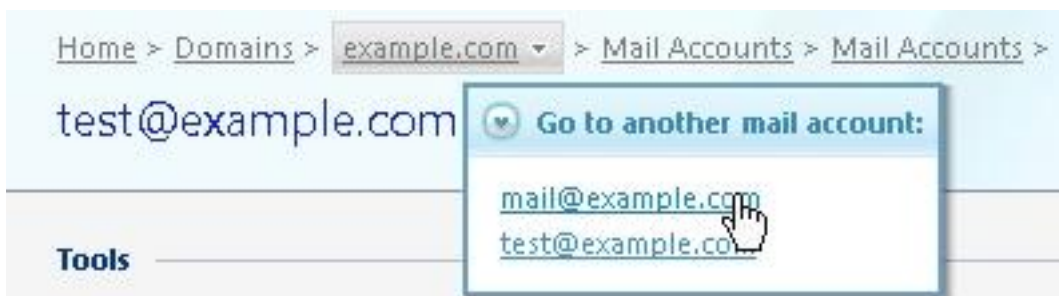 Home > Domains > example.com > Mail Accounts > Mail Accounts >
test@example.com
Go to another mail account:
mail@example.com
test@example.com
Tools